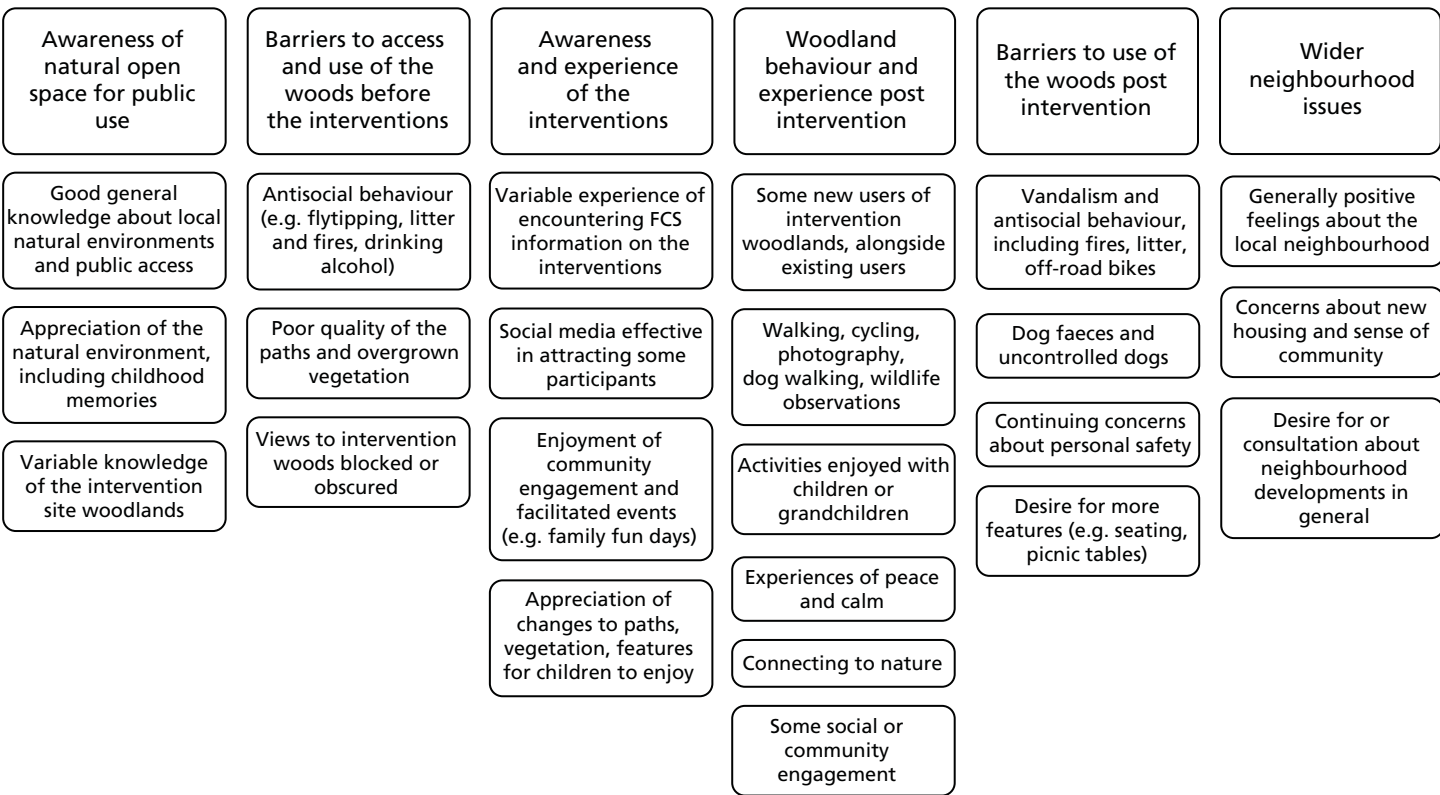 Awareness of
natural open
space for public
use
Good general
knowledge about local
natural environments
and public access
Appreciation of the
natural environment,
including childhood
memories
Variable knowledge
of the intervention
site woodlands
Barriers to access
and use of the
woods before
the interventions
Antisocial behaviour
(e.g. flytipping, litter
and fires, drinking
alcohol)
Poor quality of the
paths and overgrown
vegetation
Views to intervention
woods blocked or
obscured
Awareness
and experience
of the
interventions
Variable experience of
encountering FCS
information on the
interventions
Social media effective
in attracting some
participants
Enjoyment of
community
engagement and
facilitated events
(e.g. family fun days)
Appreciation of
changes to paths,
vegetation, features
for children to enjoy
Woodland
behaviour and
experience post
intervention
Some new users of
intervention
woodlands, alongside
existing users
Walking, cycling,
photography,
dog walking, wildlife
observations
Activities enjoyed with
children or
grandchildren
Experiences of peace
and calm
Connecting to nature
Some social or
community
engagement
Barriers to use of
the woods post
intervention
Vandalism and
antisocial behaviour,
including fires, litter,
off-road bikes
Dog faeces and
uncontrolled dogs
Continuing concerns
about personal safety
Desire for more
features (e.g. seating,
picnic tables)
Wider
neighbourhood
issues
Generally positive
feelings about the
local neighbourhood
Concerns about new
housing and sense of
community
Desire for or
consultation about
neighbourhood
developments in
general